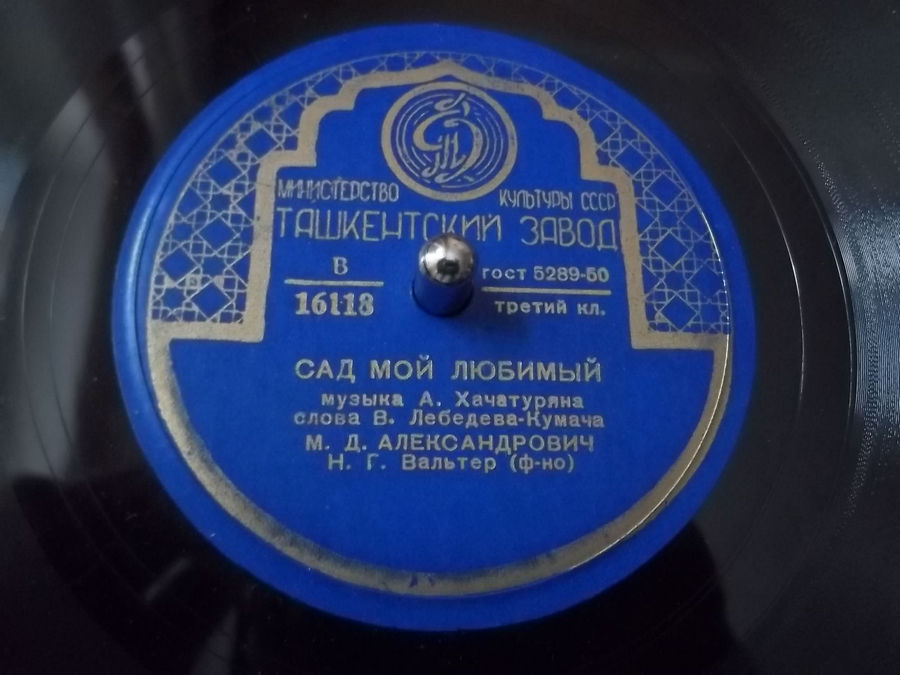 МИНИСТЕРСТВО КУЛЬТУРЫ СССР
ТАШКЕНТСКИЙ ЗАВОД
В
16118
гост 5289-50
третий кл.
САД МОЙ ЛЮБИМЫЙ
музыка А. Хачатуряна
слова В. Лебедева-Кумача
М. Д. АЛЕКСАНДРОВИЧ
Н. Г. Вальтер (ф-но)